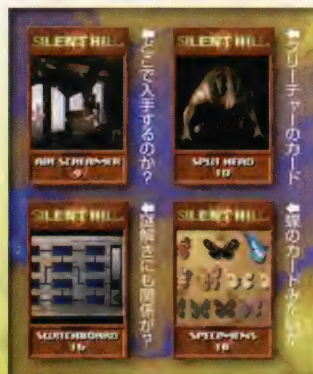 SILENT HILL
AIR SCREAMER
9
←どこで入手するのか?
SILENT HILL
SPLIT HEAD
10
←クリーチャーのカード
SILENT HILL
SWITCHBOARD
16
←謎解きにも関係が?
SILENT HILL
SPECIMENS
18
←蝶のカードみたい?